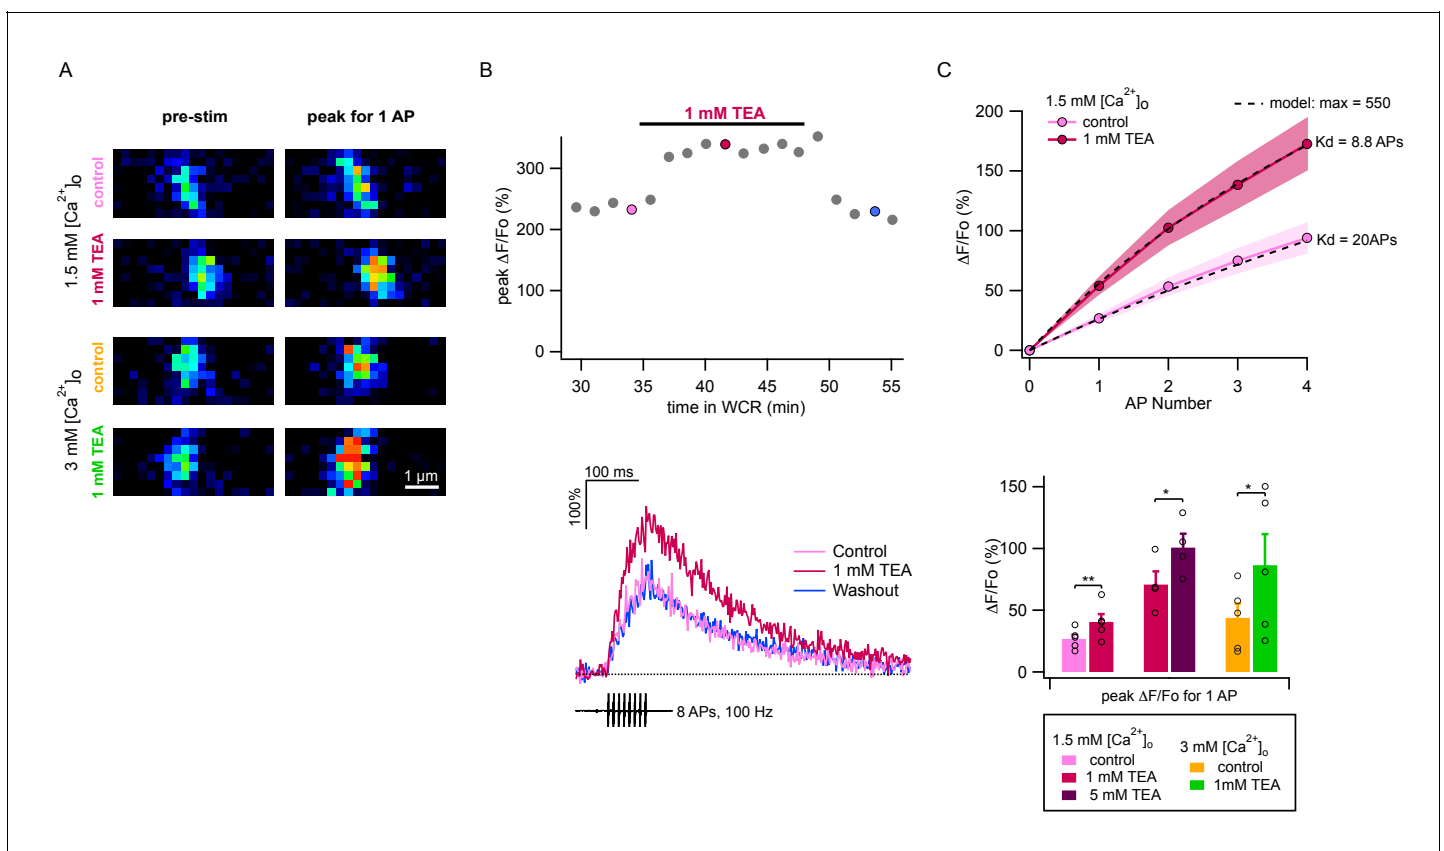 A
pre-stim
peak for 1 AP
1.5 mM [Ca2+]o
control
1 mM TEA
3 mM [Ca2+]o
control
1 mM TEA
1 µm
B
1 mM TEA
peak ΔF/Fo (%)
300
200
100
0
30
35
40
45
50
55
time in WCR (min)
100 ms
100%
Control
1 mM TEA
Washout
8 APs, 100 Hz
C
1.5 mM [Ca2+]o
control
1 mM TEA
model: max = 550
Kd = 8.8 APs
Kd = 20APs
ΔF/Fo (%)
200
150
100
50
0
0
1
2
3
4
AP Number
ΔF/Fo (%)
150
100
50
0
**
*
*
peak ΔF/Fo for 1 AP
1.5 mM [Ca2+]o
control
1 mM TEA
5 mM TEA
3 mM [Ca2+]o
control
1mM TEA